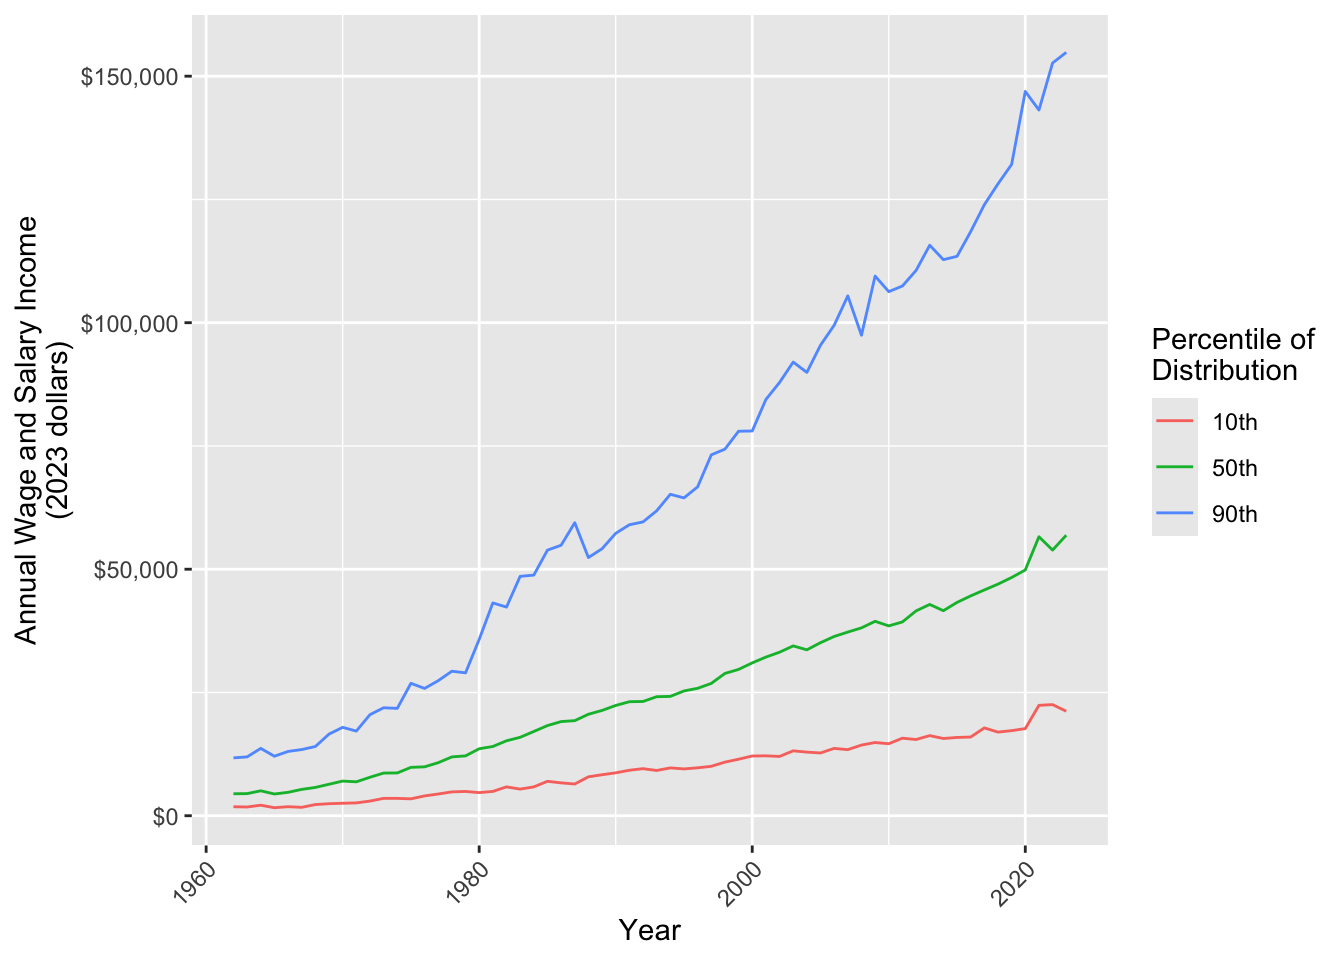 $150,000
$100,000
$50,000
$0
Annual Wage and Salary Income
(2023 dollars)
1960
1980
2000
2020
Year
Percentile of
Distribution
10th
50th
90th